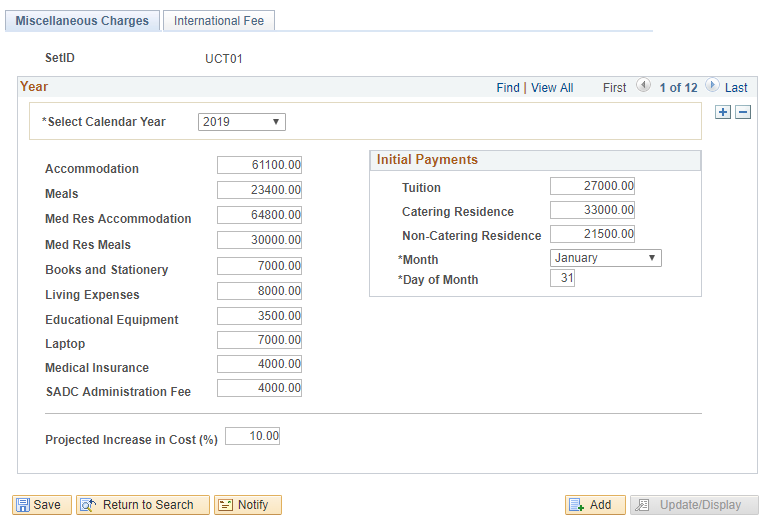 Miscellaneous Charges International Fee
SetID UCT01
Year Find | View All First 1 of 12 Last
*Select Calendar Year 2019
Accommodation 61100.00
Meals 23400.00
Med Res Accommodation 64800.00
Med Res Meals 30000.00
Books and Stationery 7000.00
Living Expenses 8000.00
Educational Equipment 3500.00
Laptop 7000.00
Medical Insurance 4000.00
SADC Administration Fee 4000.00
Initial Payments
Tuition 27000.00
Catering Residence 33000.00
Non-Catering Residence 21500.00
*Month January
*Day of Month 31
Projected Increase in Cost (%) 10.00
Save Return to Search Notify Add Update/Display